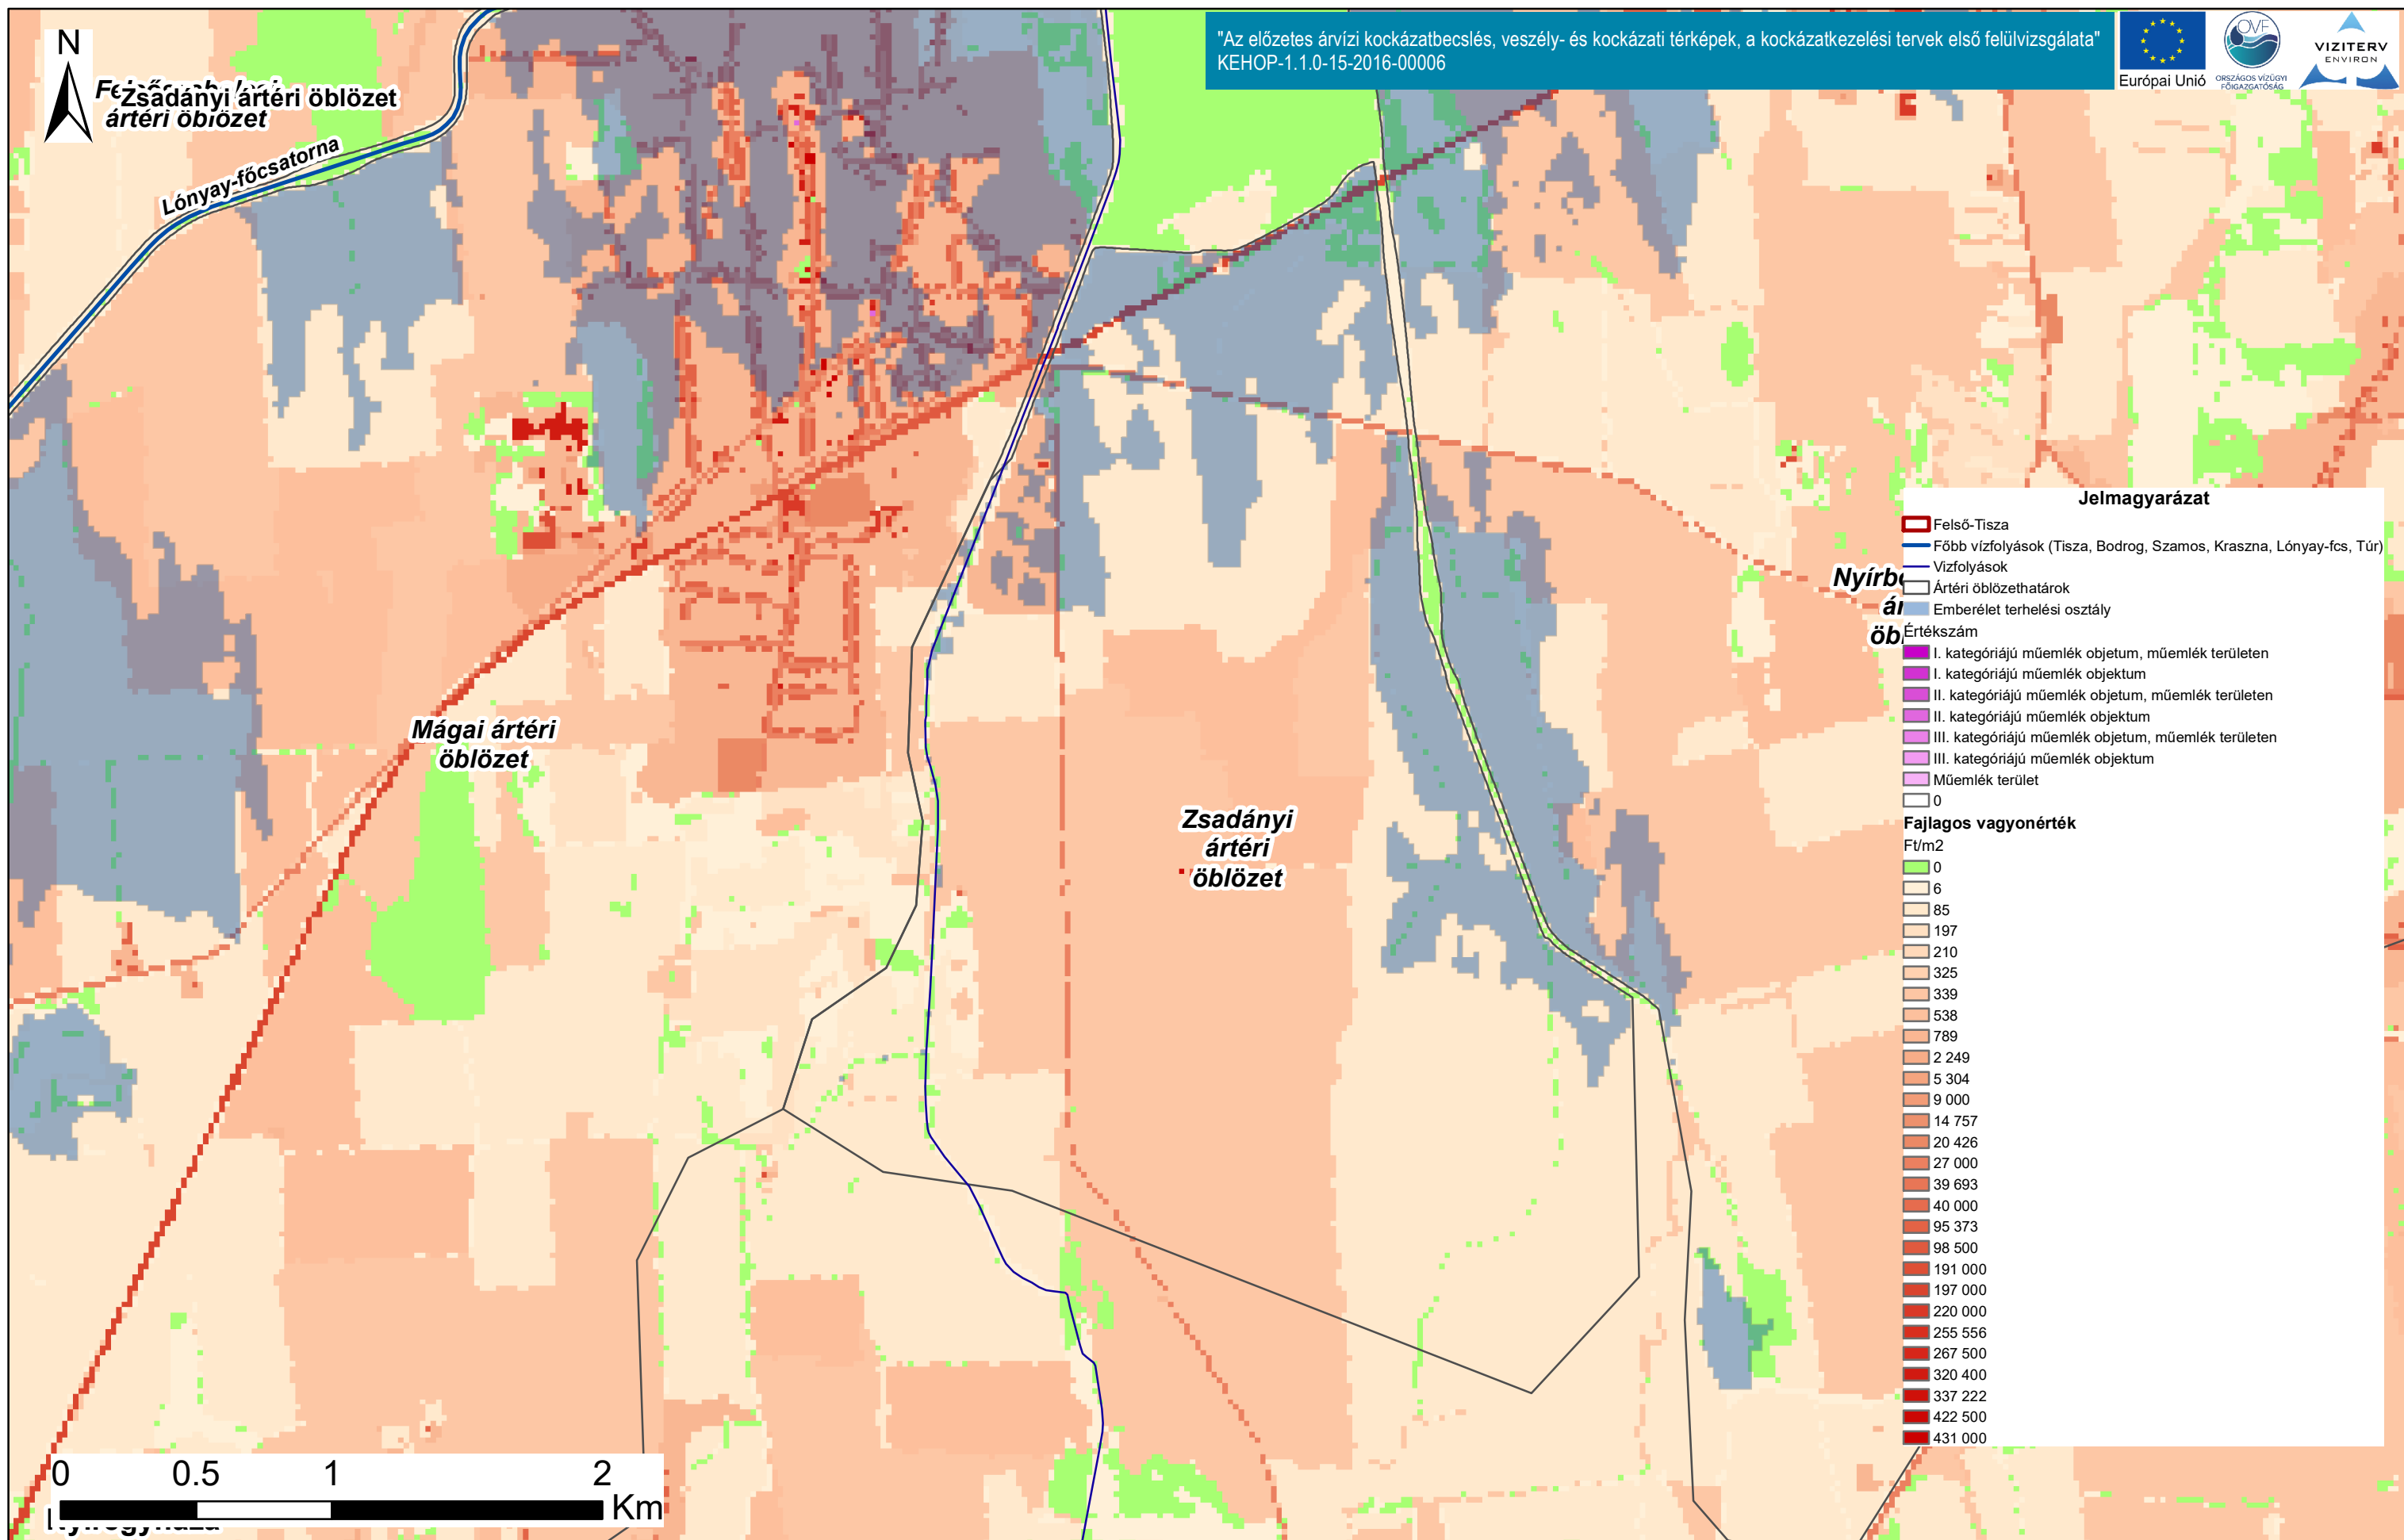 "Az előzetes árvízi kockázatbecslés, veszély- és kockázati térképek, a kockázatkezelési tervek első felülvizsgálata"
KEHOP-1.1.0-15-2016-00006
Európai Unió
OVF
ORSZÁGOS VÍZÜGYI
FŐIGAZGATÓSÁG
VIZITERV
ENVIRON
N
Zsadányi ártéri öblözet
ártéri öblözet
Lónyay-főcsatorna
Mágai ártéri
öblözet
Zsadányi
ártéri
öblözet
Jelmagyarázat
Felső-Tisza
Főbb vízfolyások (Tisza, Bodrog, Szamos, Kraszna, Lónyay-fcs, Túr)
Vizfolyások
Ártéri öblözethatárok
Emberélet terhelési osztály
Értékszám
I. kategóriájú műemlék objetum, műemlék területen
I. kategóriájú műemlék objektum
II. kategóriájú műemlék objetum, műemlék területen
II. kategóriájú műemlék objektum
III. kategóriájú műemlék objetum, műemlék területen
III. kategóriájú műemlék objektum
Műemlék terület
0
Fajlagos vagyonérték
Ft/m2
0
6
85
197
210
325
339
538
789
2 249
5 304
9 000
14 757
20 426
27 000
39 693
40 000
95 373
98 500
191 000
197 000
220 000
255 556
267 500
320 400
337 222
422 500
431 000
0 0.5 1 2
Km